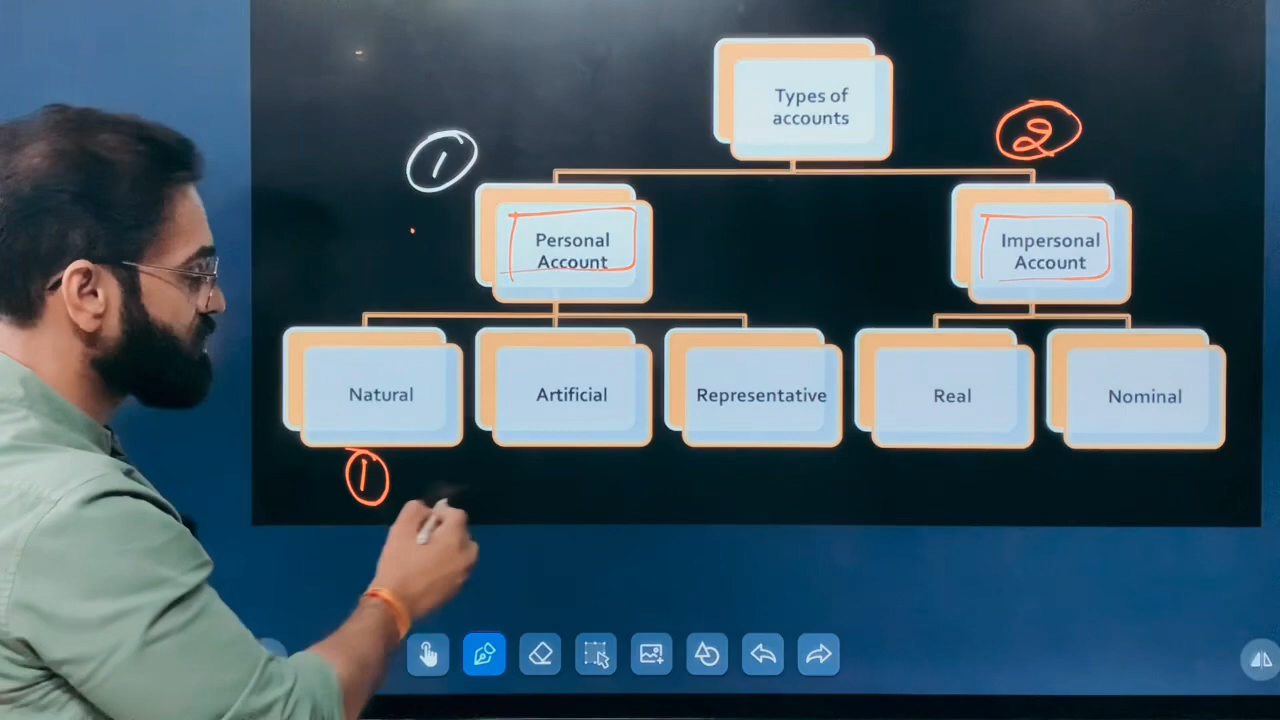 Types of
accounts
1
2
Personal
Account
Impersonal
Account
Natural
Artificial
Representative
Real
Nominal
1